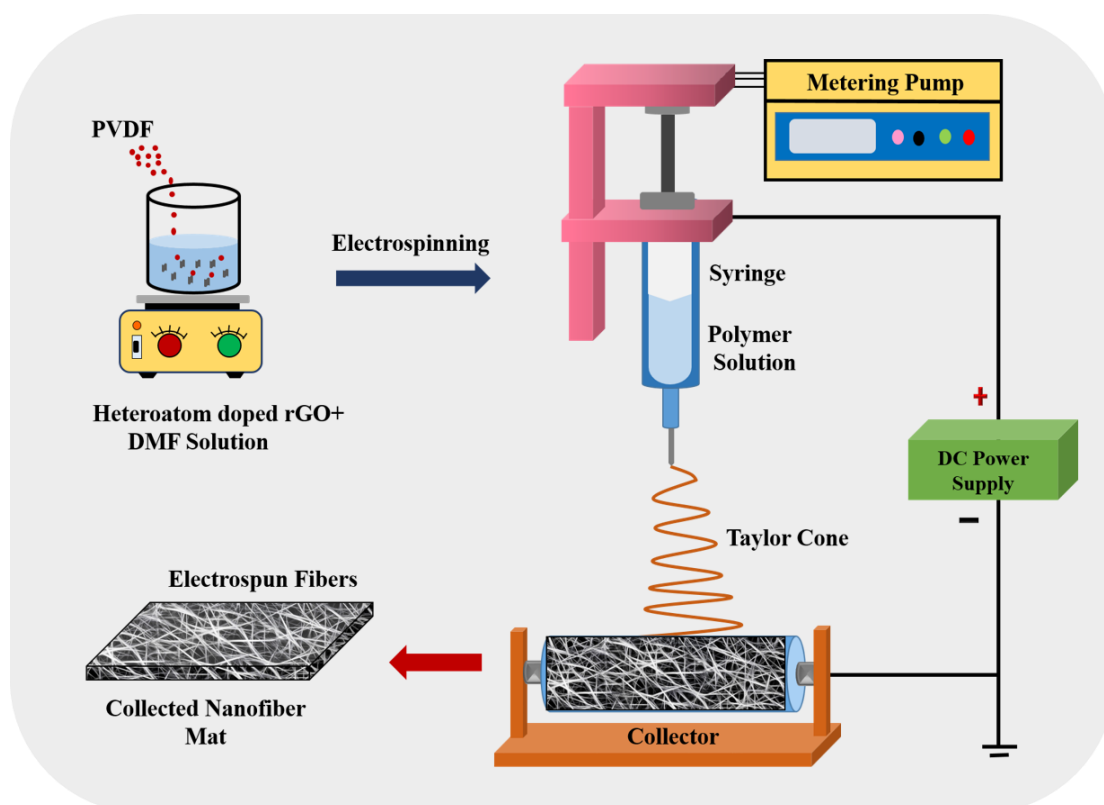 PVDF
Heteroatom doped rGO+
DMF Solution
Electrospinning
Metering Pump
Syringe
Polymer
Solution
+
DC Power
Supply
−
Taylor Cone
Collector
Electrospun Fibers
Collected Nanofiber
Mat